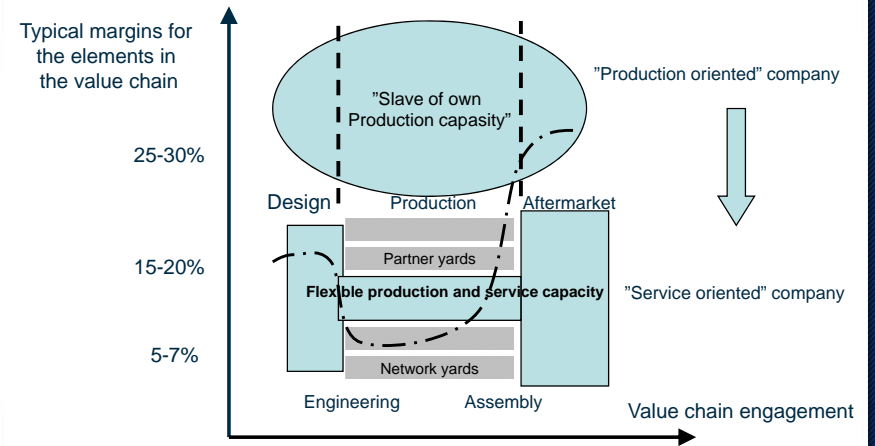 Typical margins for
the elements in
the value chain
25-30%
15-20%
5-7%
"Slave of own
Production capasity"
Design
Production
Aftermarket
Partner yards
Flexible production and service capacity
Network yards
Engineering
Assembly
"Production oriented" company
"Service oriented" company
Value chain engagement